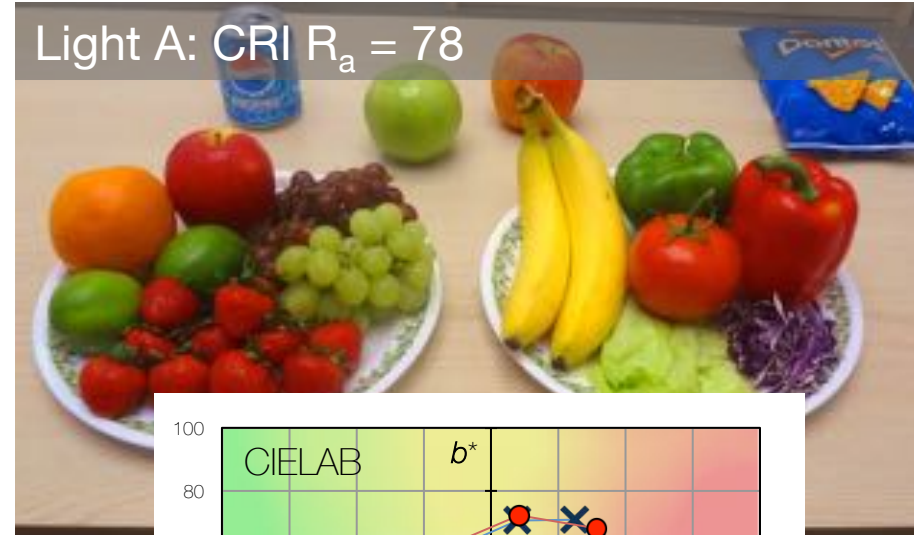 Light A: CRI Rₐ = 78
Doritos
100
CIELAB
b*
80